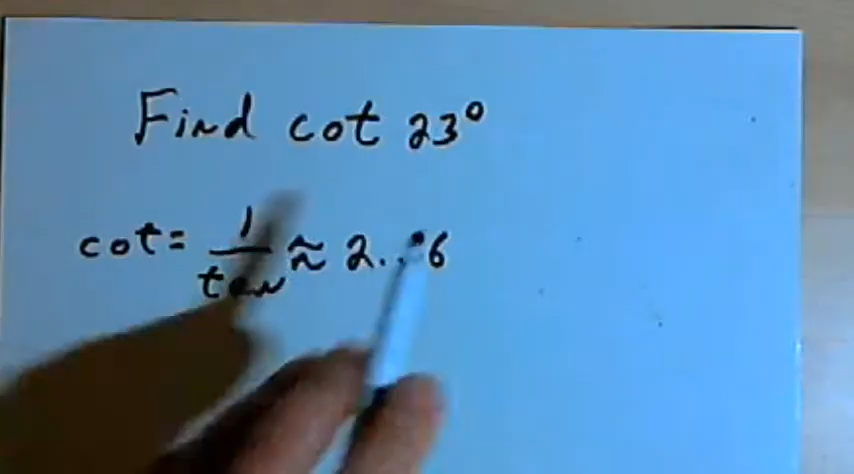 Find cot 23°
cot = 1/tan ≈